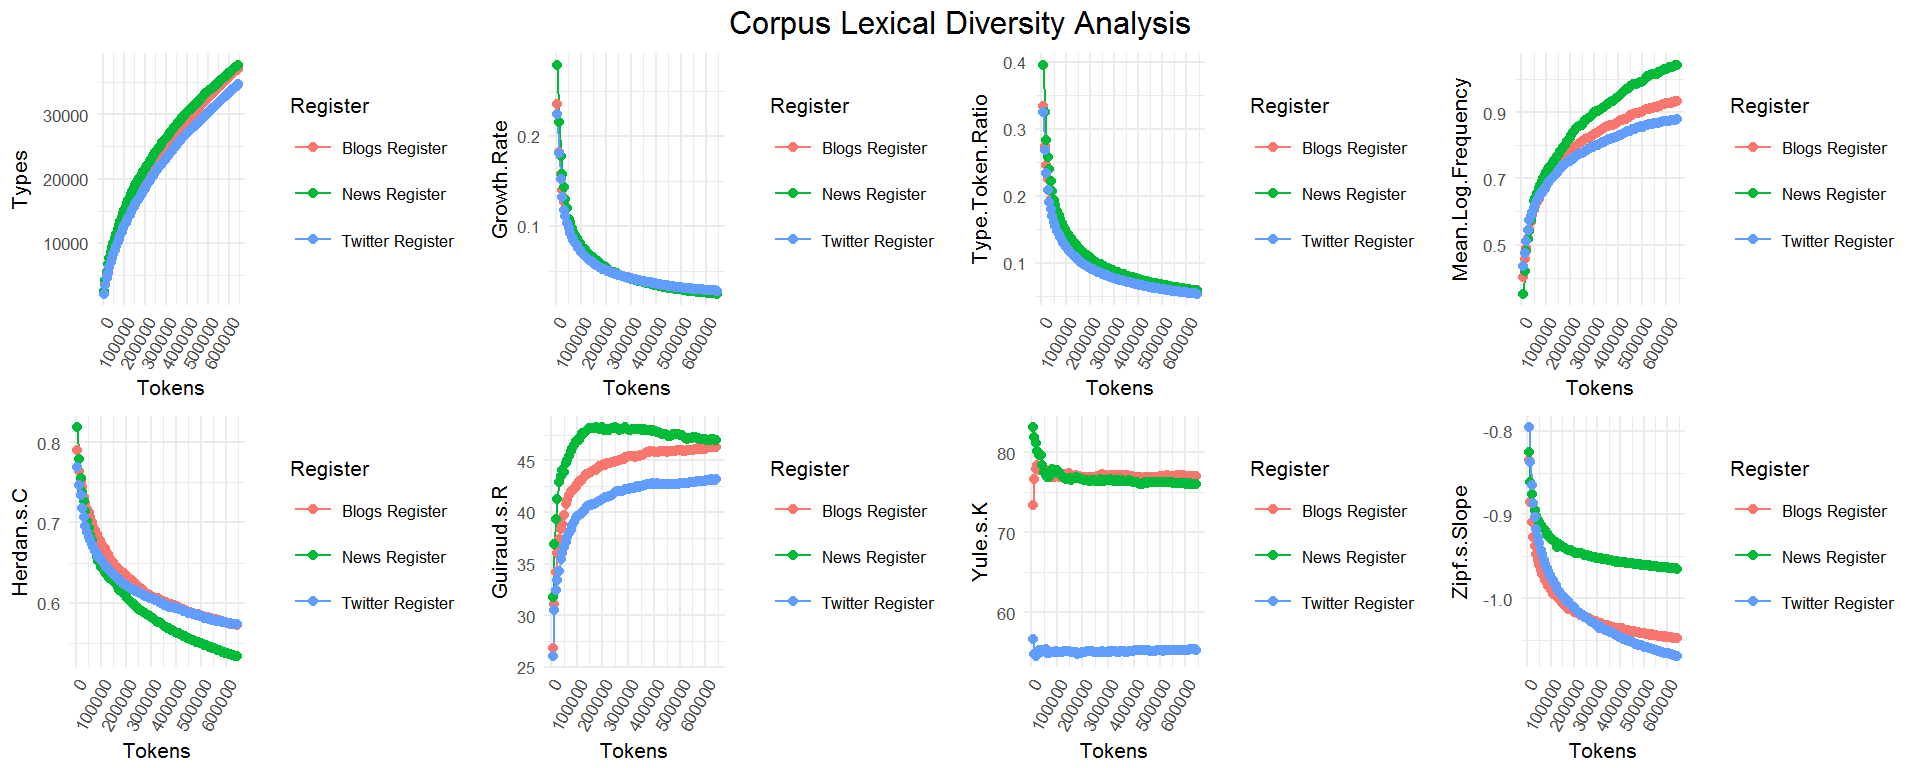 Corpus Lexical Diversity Analysis
Types
30000
20000
10000
0
100000
200000
300000
400000
500000
600000
Tokens
Register
Blogs Register
News Register
Twitter Register
Growth.Rate
0.2
0.1
0
100000
200000
300000
400000
500000
600000
Tokens
Register
Blogs Register
News Register
Twitter Register
Type.Token.Ratio
0.4
0.3
0.2
0.1
0
100000
200000
300000
400000
500000
600000
Tokens
Register
Blogs Register
News Register
Twitter Register
Mean.Log.Frequency
0.9
0.7
0.5
0
100000
200000
300000
400000
500000
600000
Tokens
Register
Blogs Register
News Register
Twitter Register
Herdan.s.C
0.8
0.7
0.6
0
100000
200000
300000
400000
500000
600000
Tokens
Register
Blogs Register
News Register
Twitter Register
Guiraud.s.R
45
40
35
30
25
0
100000
200000
300000
400000
500000
600000
Tokens
Register
Blogs Register
News Register
Twitter Register
Yule.s.K
80
70
60
0
100000
200000
300000
400000
500000
600000
Tokens
Register
Blogs Register
News Register
Twitter Register
Zipf.s.Slope
-0.8
-0.9
-1.0
0
100000
200000
300000
400000
500000
600000
Tokens
Register
Blogs Register
News Register
Twitter Register